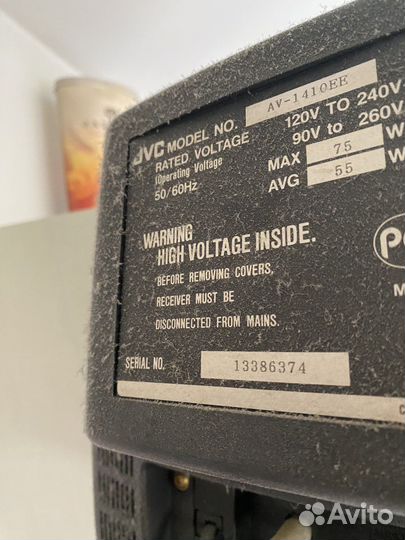 JVC MODEL NO. AV-1410EE
RATED VOLTAGE 120V TO 240V
(Operating Voltage 90V to 260V
50/60Hz MAX 75 W
AVG 55 W
WARNING
HIGH VOLTAGE INSIDE.
BEFORE REMOVING COVERS,
RECEIVER MUST BE
DISCONNECTED FROM MAINS.
SERIAL NO. 13386374
Avito